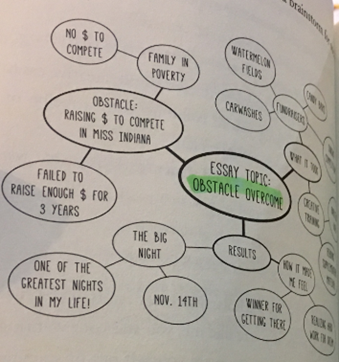 brainstorm
NO $ TO
COMPETE
FAMILY IN
POVERTY
OBSTACLE:
RAISING $ TO COMPETE
IN MISS INDIANA
FAILED TO
RAISE ENOUGH $ FOR
3 YEARS
ESSAY TOPIC:
OBSTACLE OVERCOME
WATERMELON
FIELDS
CARWASHES
FUNDRAISERS
WHAT IT TOOK
TRAINING
RESULTS
THE BIG
NIGHT
ONE OF THE
GREATEST NIGHTS
IN MY LIFE!
NOV. 14TH
HOW IT MADE
ME FEEL
WINNER FOR
GETTING THERE